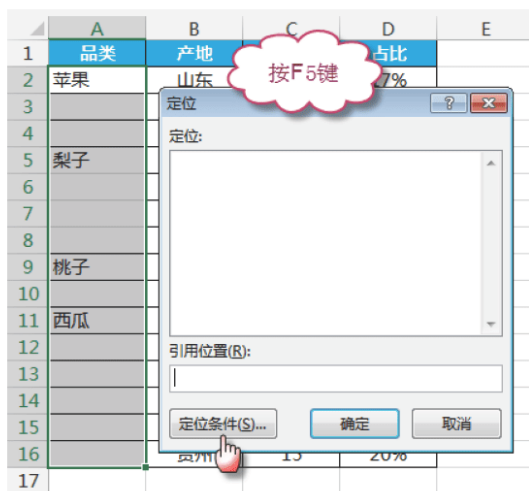 A B C D E
1 品类 产地 占比
2 苹果 山东 7%
按F5键
3 定位
4 定位:
5 梨子
6
7
8
9 桃子
10
11 西瓜
12 引用位置(R):
13
14
15 定位条件(S)... 确定 取消
16 贵州 15 20%
17